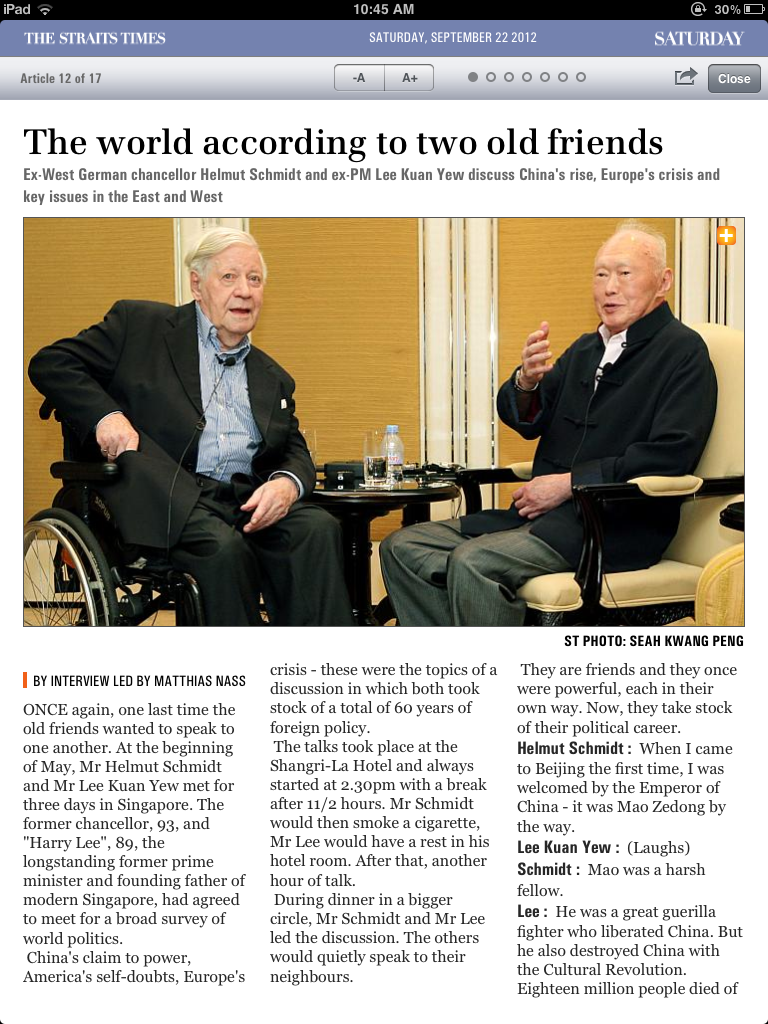 iPad 10:45 AM 30%
THE STRAITS TIMES SATURDAY, SEPTEMBER 22 2012 SATURDAY
Article 12 of 17 -A A+ Close
The world according to two old friends
Ex-West German chancellor Helmut Schmidt and ex-PM Lee Kuan Yew discuss China's rise, Europe's crisis and
key issues in the East and West
ST PHOTO: SEAH KWANG PENG
BY INTERVIEW LED BY MATTHIAS NASS
ONCE again, one last time the
old friends wanted to speak to
one another. At the beginning
of May, Mr Helmut Schmidt
and Mr Lee Kuan Yew met for
three days in Singapore. The
former chancellor, 93, and
"Harry Lee", 89, the
longstanding former prime
minister and founding father of
modern Singapore, had agreed
to meet for a broad survey of
world politics.
China's claim to power,
America's self-doubts, Europe's
crisis - these were the topics of a
discussion in which both took
stock of a total of 60 years of
foreign policy.
The talks took place at the
Shangri-La Hotel and always
started at 2.30pm with a break
after 11/2 hours. Mr Schmidt
would then smoke a cigarette,
Mr Lee would have a rest in his
hotel room. After that, another
hour of talk.
During dinner in a bigger
circle, Mr Schmidt and Mr Lee
led the discussion. The others
would quietly speak to their
neighbours.
They are friends and they once
were powerful, each in their
own way. Now, they take stock
of their political career.
Helmut Schmidt : When I came
to Beijing the first time, I was
welcomed by the Emperor of
China - it was Mao Zedong by
the way.
Lee Kuan Yew : (Laughs)
Schmidt : Mao was a harsh
fellow.
Lee : He was a great guerilla
fighter who liberated China. But
he also destroyed China with
the Cultural Revolution.
Eighteen million people died of